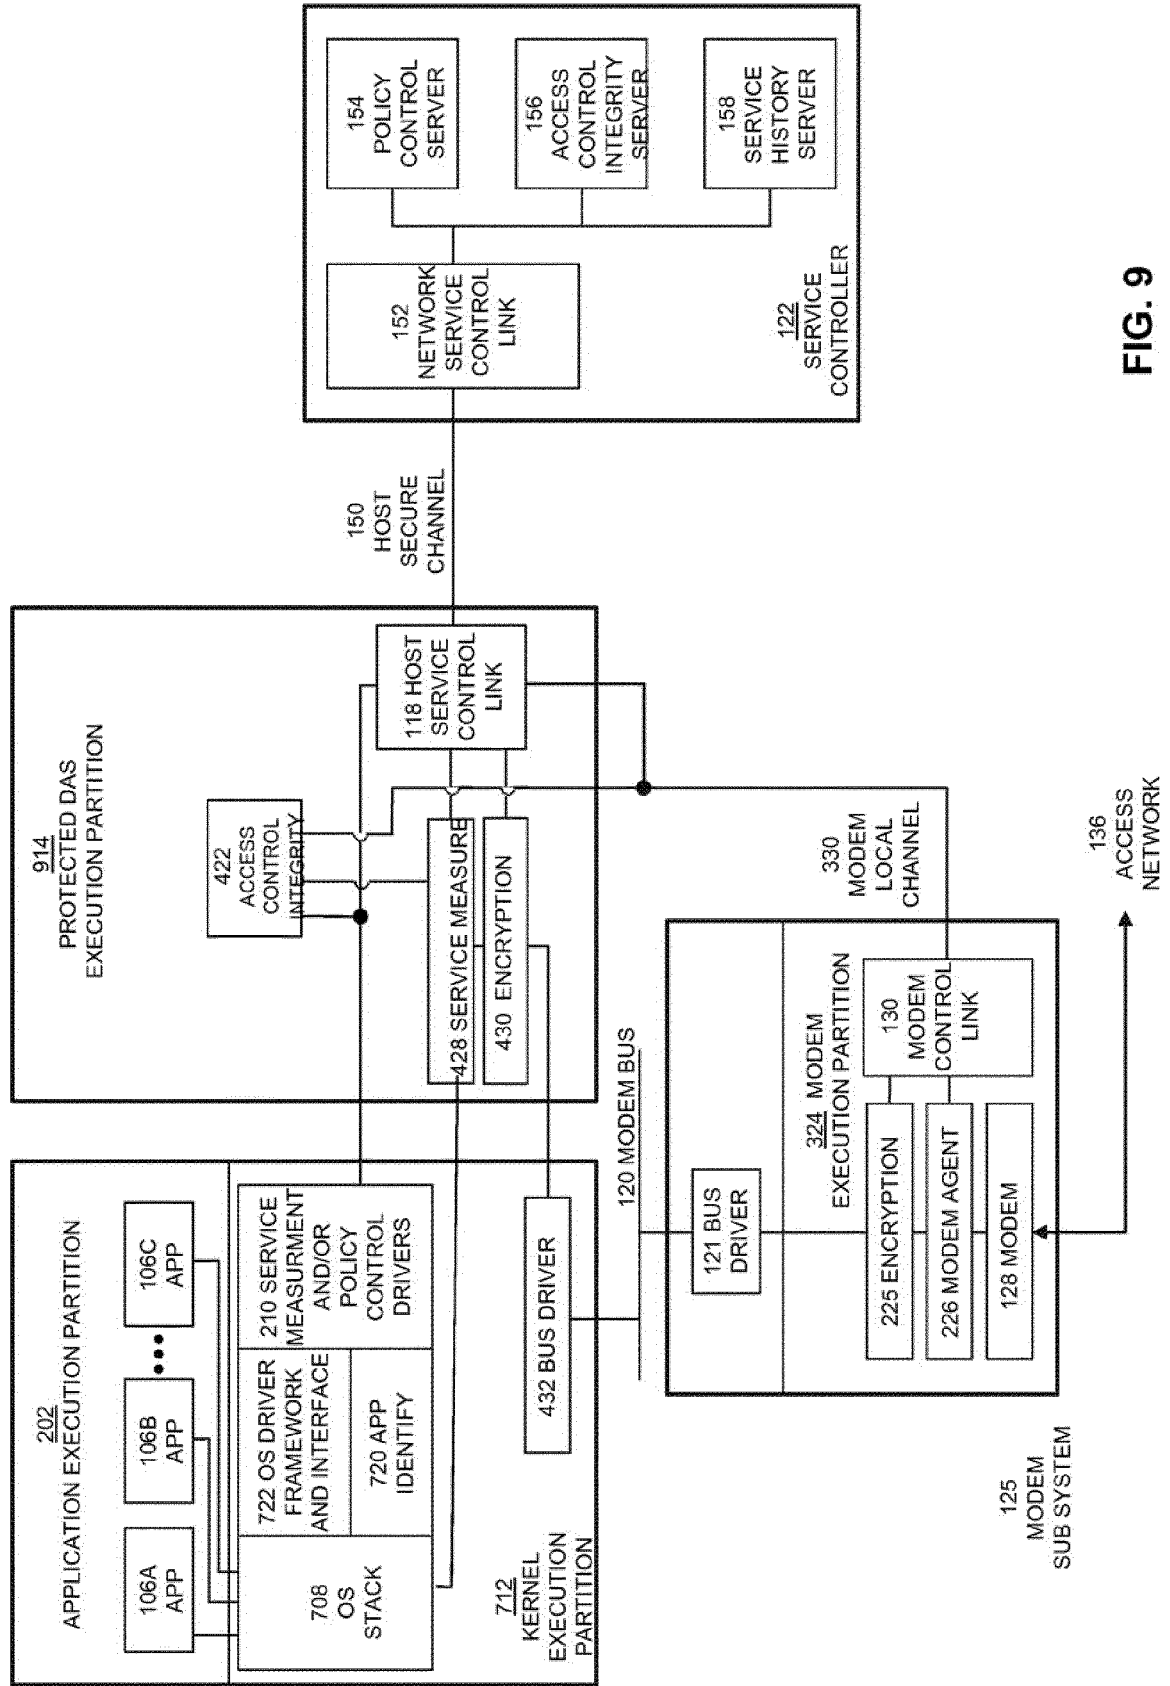 202
APPLICATION EXECUTION PARTITION
106A
APP
106B
APP
106C
APP
708
OS
STACK
722 OS DRIVER
FRAMEWORK
AND INTERFACE
720 APP
IDENTIFY
210 SERVICE
MEASURMENT
AND/OR
POLICY
CONTROL
DRIVERS
712
KERNEL
EXECUTION
PARTITION
432 BUS DRIVER
914
PROTECTED DAS
EXECUTION PARTITION
422
ACCESS
CONTROL
INTEGRITY
428 SERVICE MEASURE
430 ENCRYPTION
118 HOST
SERVICE
CONTROL
LINK
150
HOST
SECURE
CHANNEL
154
POLICY
CONTROL
SERVER
156
ACCESS
CONTROL
INTEGRITY
SERVER
158
SERVICE
HISTORY
SERVER
152
NETWORK
SERVICE
CONTROL
LINK
122
SERVICE
CONTROLLER
120 MODEM BUS
121 BUS
DRIVER
324 MODEM
EXECUTION PARTITION
225 ENCRYPTION
226 MODEM AGENT
128 MODEM
130
MODEM
CONTROL
LINK
330
MODEM
LOCAL
CHANNEL
125
MODEM
SUB SYSTEM
136
ACCESS
NETWORK
FIG. 9